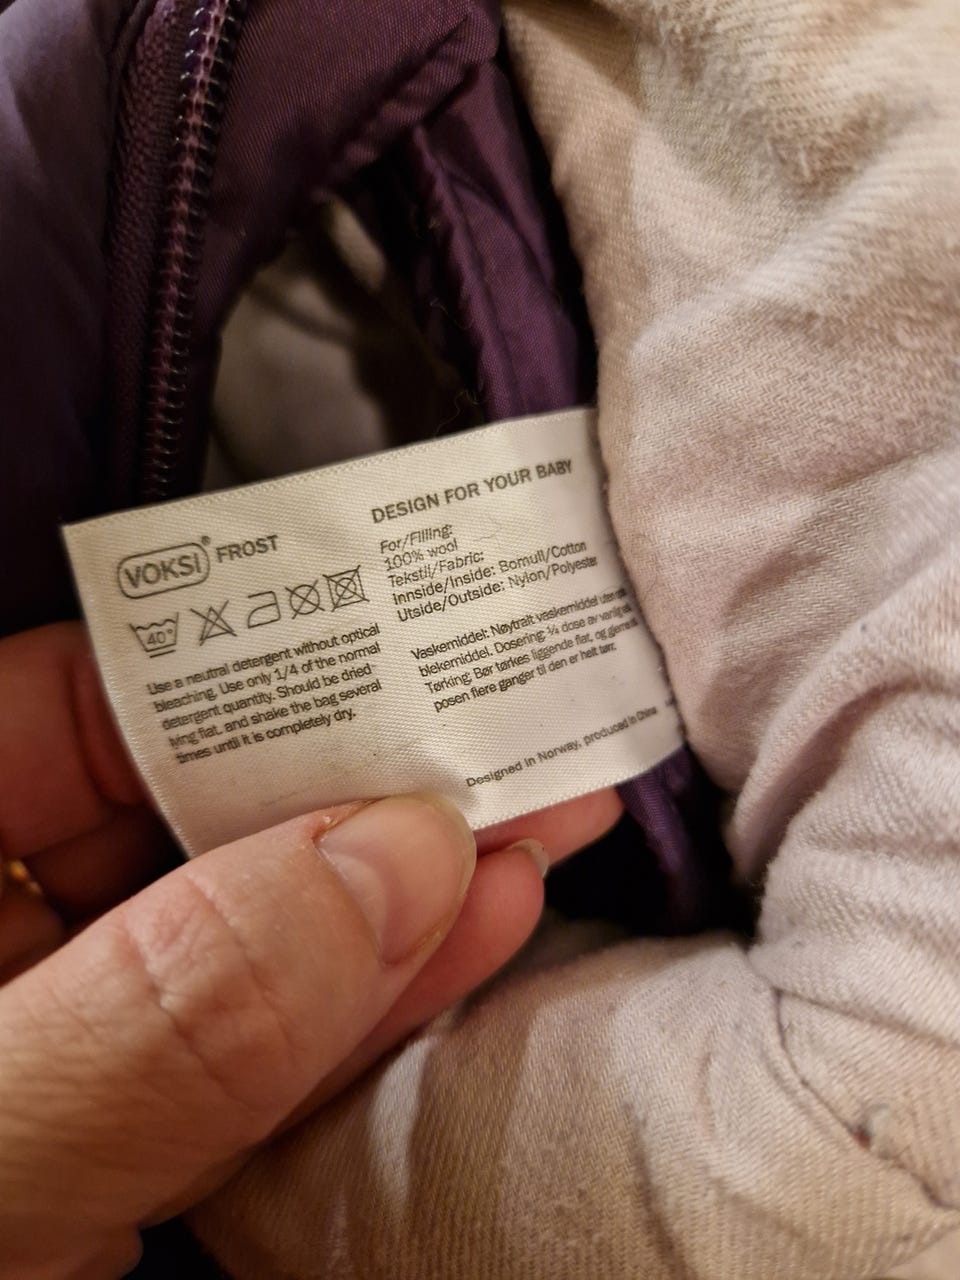 VOKSI® FROST
40°
Use a neutral detergent without optical
bleaching. Use only 1/4 of the normal
detergent quantity. Should be dried
lying flat, and shake the bag several
times until it is completely dry.
DESIGN FOR YOUR BABY
For/Filling:
100% wool
Tekstil/Fabric:
Innside/Inside: Bomull/Cotton
Utside/Outside: Nylon/Polyester
Vaskemiddel: Nøytralt vaskemiddel uten
blekemiddel. Dosering: ¼ dose av vanlig
Tørking: Bør tørkes liggende flat, og
posen flere ganger til den er helt tørr.
Designed in Norway, produced in China